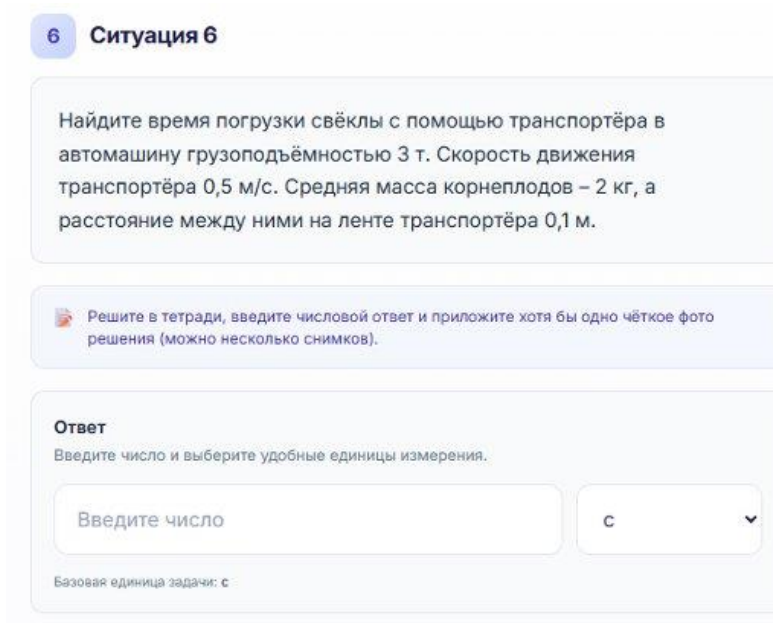 6 Ситуация 6
Найдите время погрузки свёклы с помощью транспортёра в
автомашину грузоподъёмностью 3 т. Скорость движения
транспортёра 0,5 м/с. Средняя масса корнеплодов – 2 кг, а
расстояние между ними на ленте транспортёра 0,1 м.
Решите в тетради, введите числовой ответ и приложите хотя бы одно чёткое фото
решения (можно несколько снимков).
Ответ
Введите число и выберите удобные единицы измерения.
Введите число с
Базовая единица задачи: с